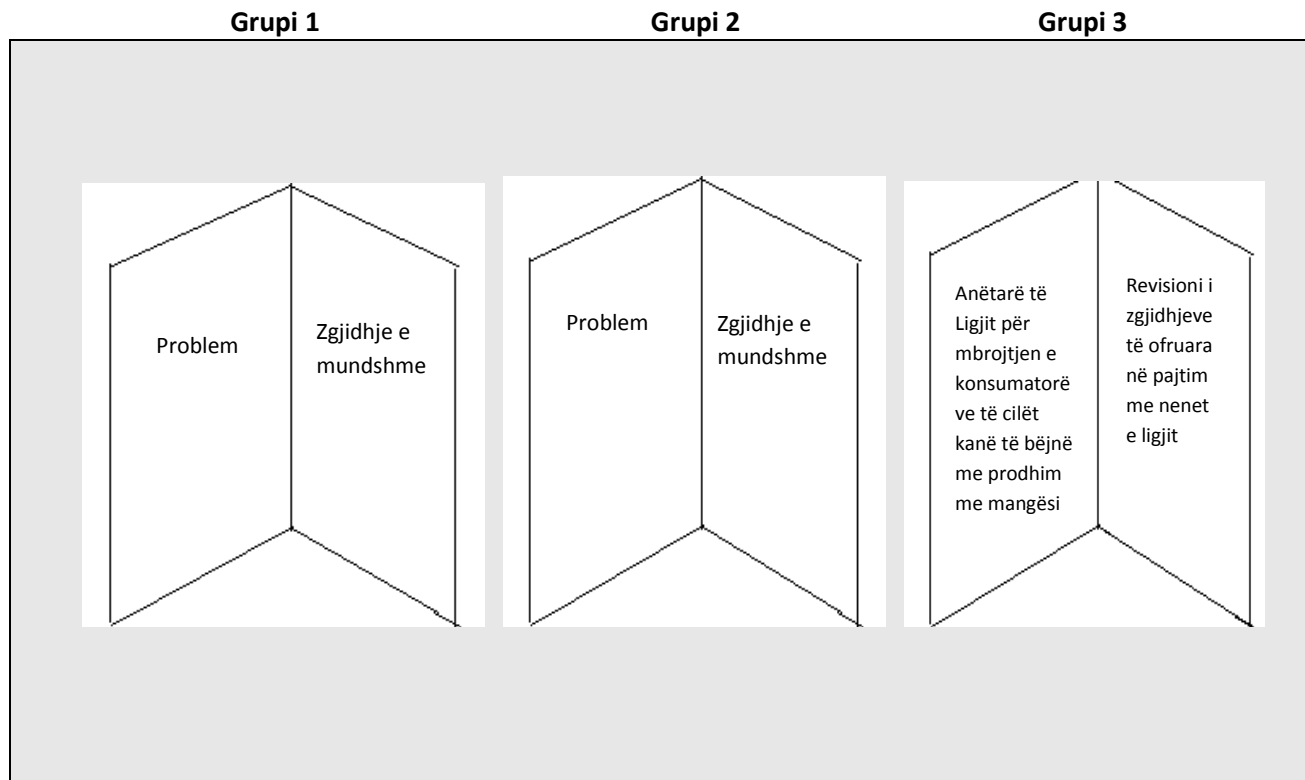 Grupi 1
Grupi 2
Grupi 3
Problem
Zgjidhje e
mundshme
Problem
Zgjidhje e
mundshme
Anëtarë të
Ligjit për
mbrojtjen e
konsumatorë
ve të cilët
kanë të bëjnë
me prodhim
me mangësi
Revisioni i
zgjidhjeve
të ofruara
në pajtim
me nenet
e ligjit